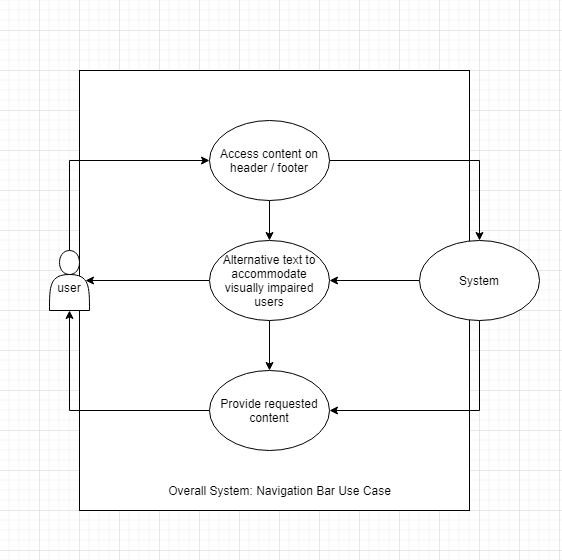 Access content on
header / footer
Alternative text to
accommodate
visually impaired
users
user
System
Provide requested
content
Overall System: Navigation Bar Use Case